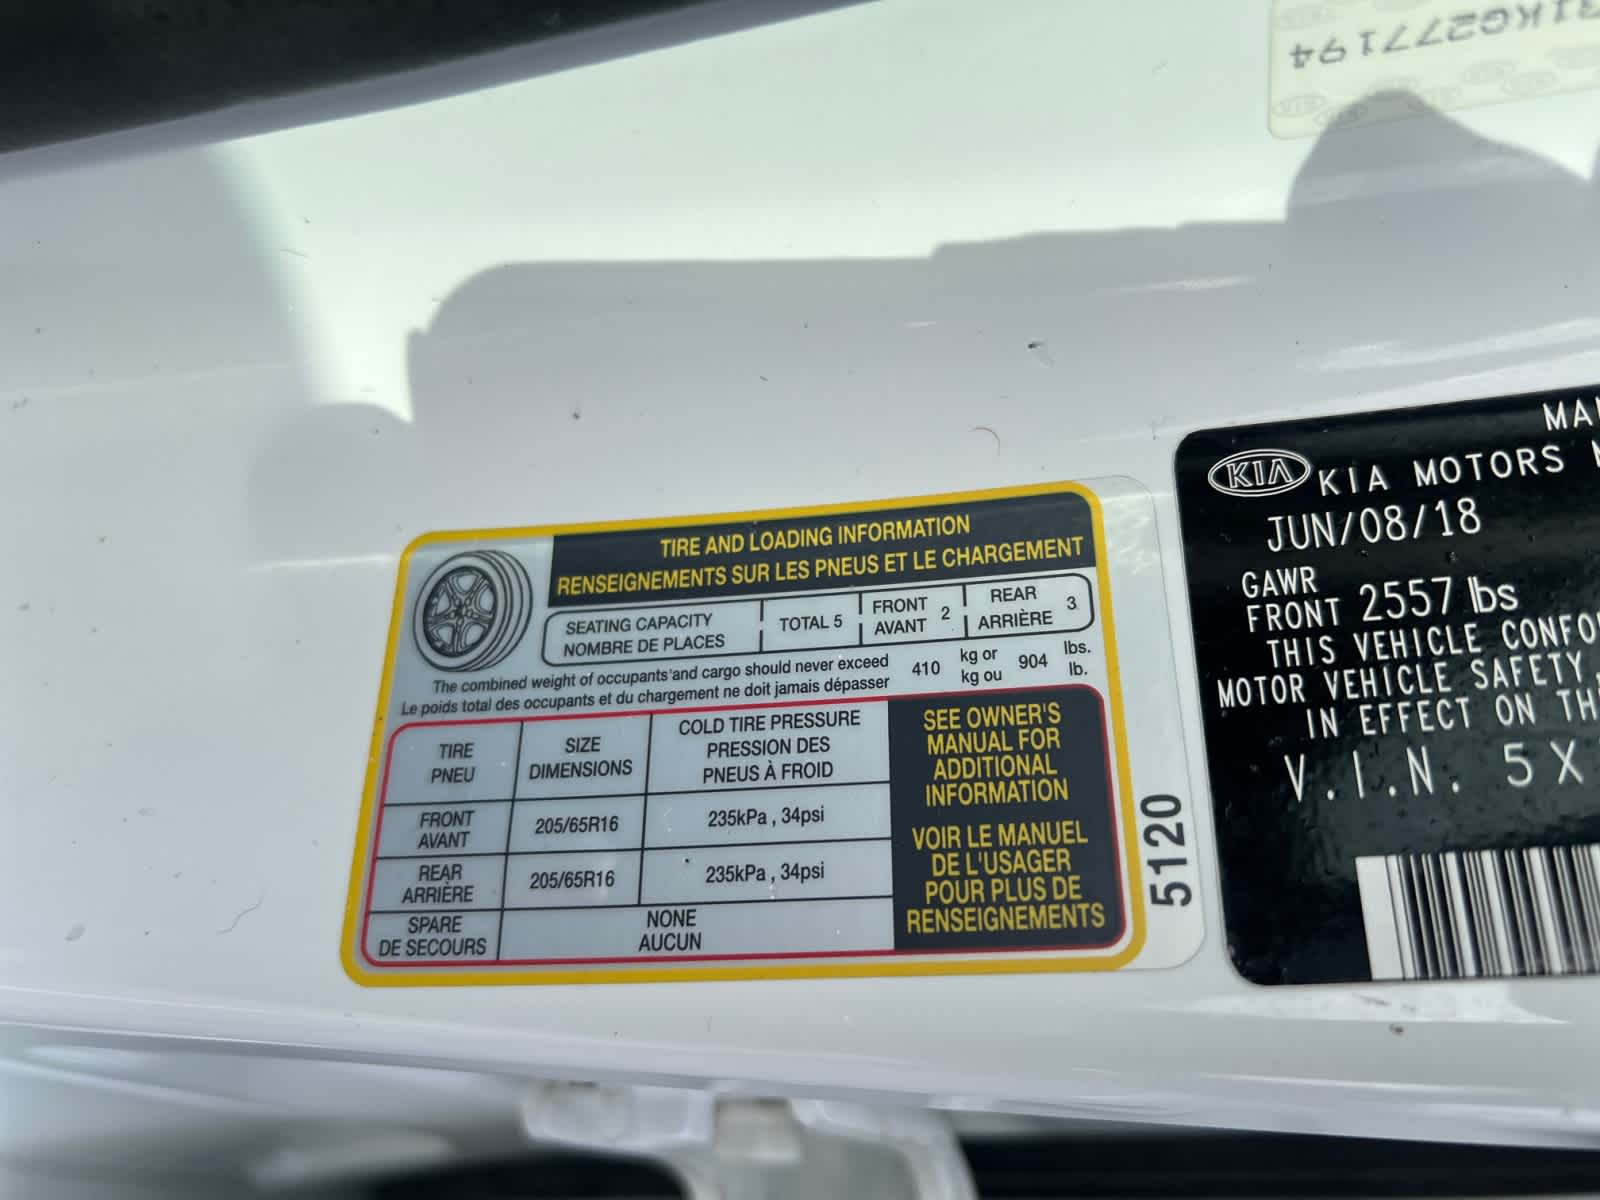 31KG277194
TIRE AND LOADING INFORMATION
RENSEIGNEMENTS SUR LES PNEUS ET LE CHARGEMENT
SEATING CAPACITY
NOMBRE DE PLACES
TOTAL 5
FRONT
AVANT
2
REAR
ARRIÈRE
3
The combined weight of occupants and cargo should never exceed
Le poids total des occupants et du chargement ne doit jamais dépasser
410
kg or
kg ou
904
lbs.
lb.
TIRE
PNEU
SIZE
DIMENSIONS
COLD TIRE PRESSURE
PRESSION DES
PNEUS À FROID
FRONT
AVANT
205/65R16
235kPa , 34psi
REAR
ARRIÈRE
205/65R16
235kPa , 34psi
SPARE
DE SECOURS
NONE
AUCUN
SEE OWNER'S
MANUAL FOR
ADDITIONAL
INFORMATION
VOIR LE MANUEL
DE L'USAGER
POUR PLUS DE
RENSEIGNEMENTS
5120
MA
KIA KIA MOTORS
JUN/08/18
GAWR
FRONT 2557 lbs
THIS VEHICLE CONFO
MOTOR VEHICLE SAFETY
IN EFFECT ON TH
V.I.N. 5X